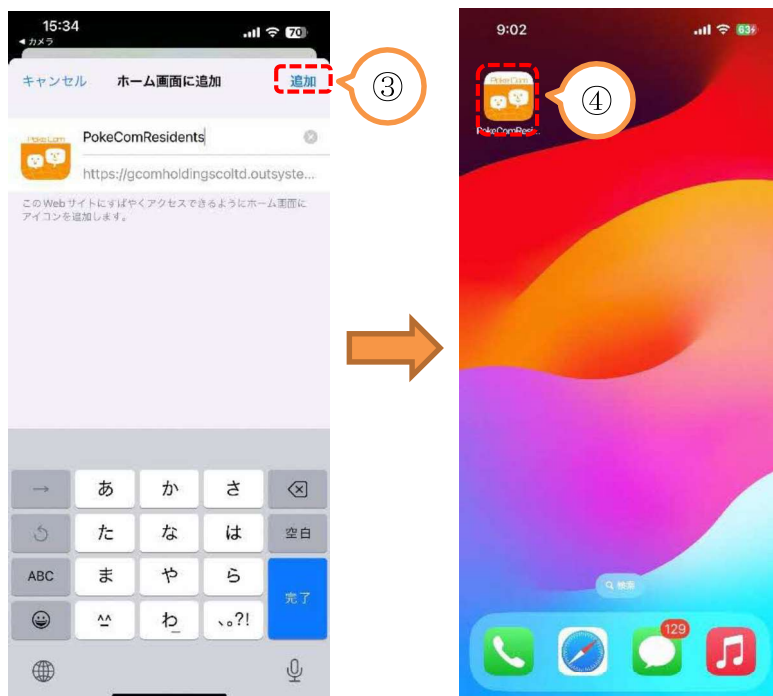 15:34
70
◀ カメラ
キャンセル
ホーム画面に追加
追加
③
Poke Com
PokeComResidents
https://gcomholdingscoltd.outsyste...
このWebサイトにすばやくアクセスできるようにホーム画面に
アイコンを追加します。
→
あ
か
さ
た
な
は
空白
ABC
ま
や
ら
完了
^^
わ
、。?!
9:02
63
Poke Com
④
PokeComResi...
検索
129